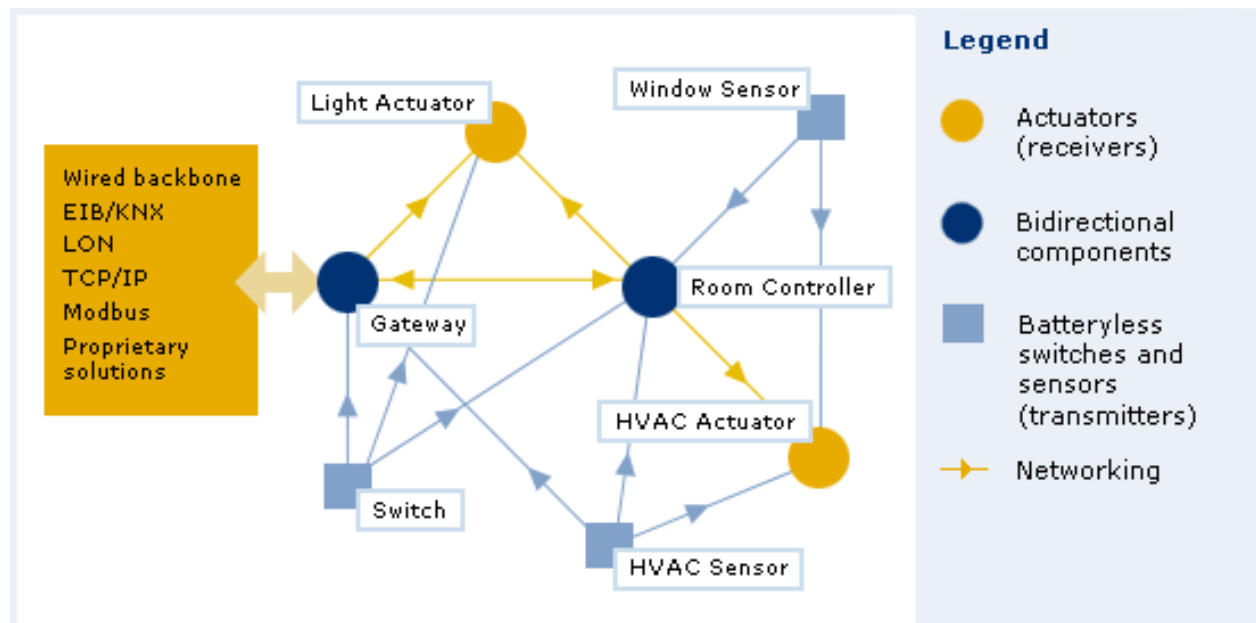 Light Actuator
Window Sensor
Wired backbone
EIB/KNX
LON
TCP/IP
Modbus
Proprietary
solutions
Gateway
Room Controller
HVAC Actuator
Switch
HVAC Sensor
Legend
Actuators
(receivers)
Bidirectional
components
Batteryless
switches and
sensors
(transmitters)
Networking